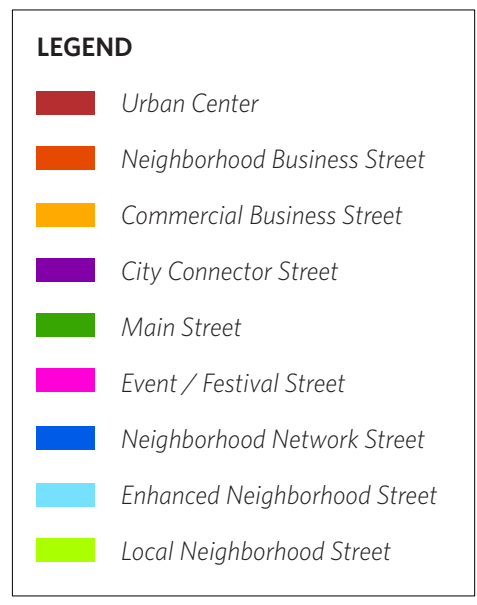 LEGEND
Urban Center
Neighborhood Business Street
Commercial Business Street
City Connector Street
Main Street
Event / Festival Street
Neighborhood Network Street
Enhanced Neighborhood Street
Local Neighborhood Street